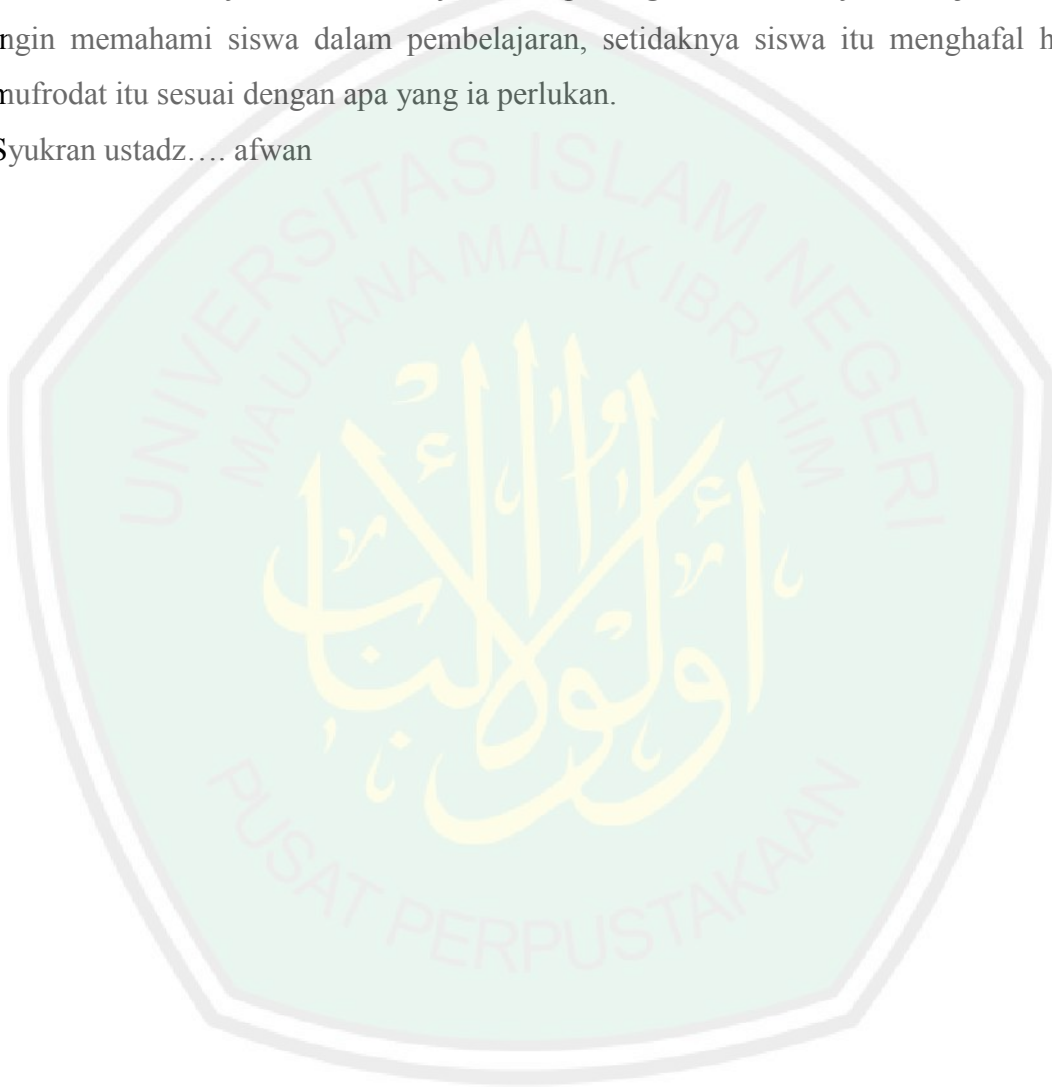 ngin memahami siswa dalam pembelajaran, setidaknya siswa itu menghafal h
mufrodat itu sesuai dengan apa yang ia perlukan.
Syukran ustadz…. afwan
UNIVERSITAS ISLAM NEGERI
MAULANA MALIK IBRAHIM
PUSAT PERPUSTAKAAN